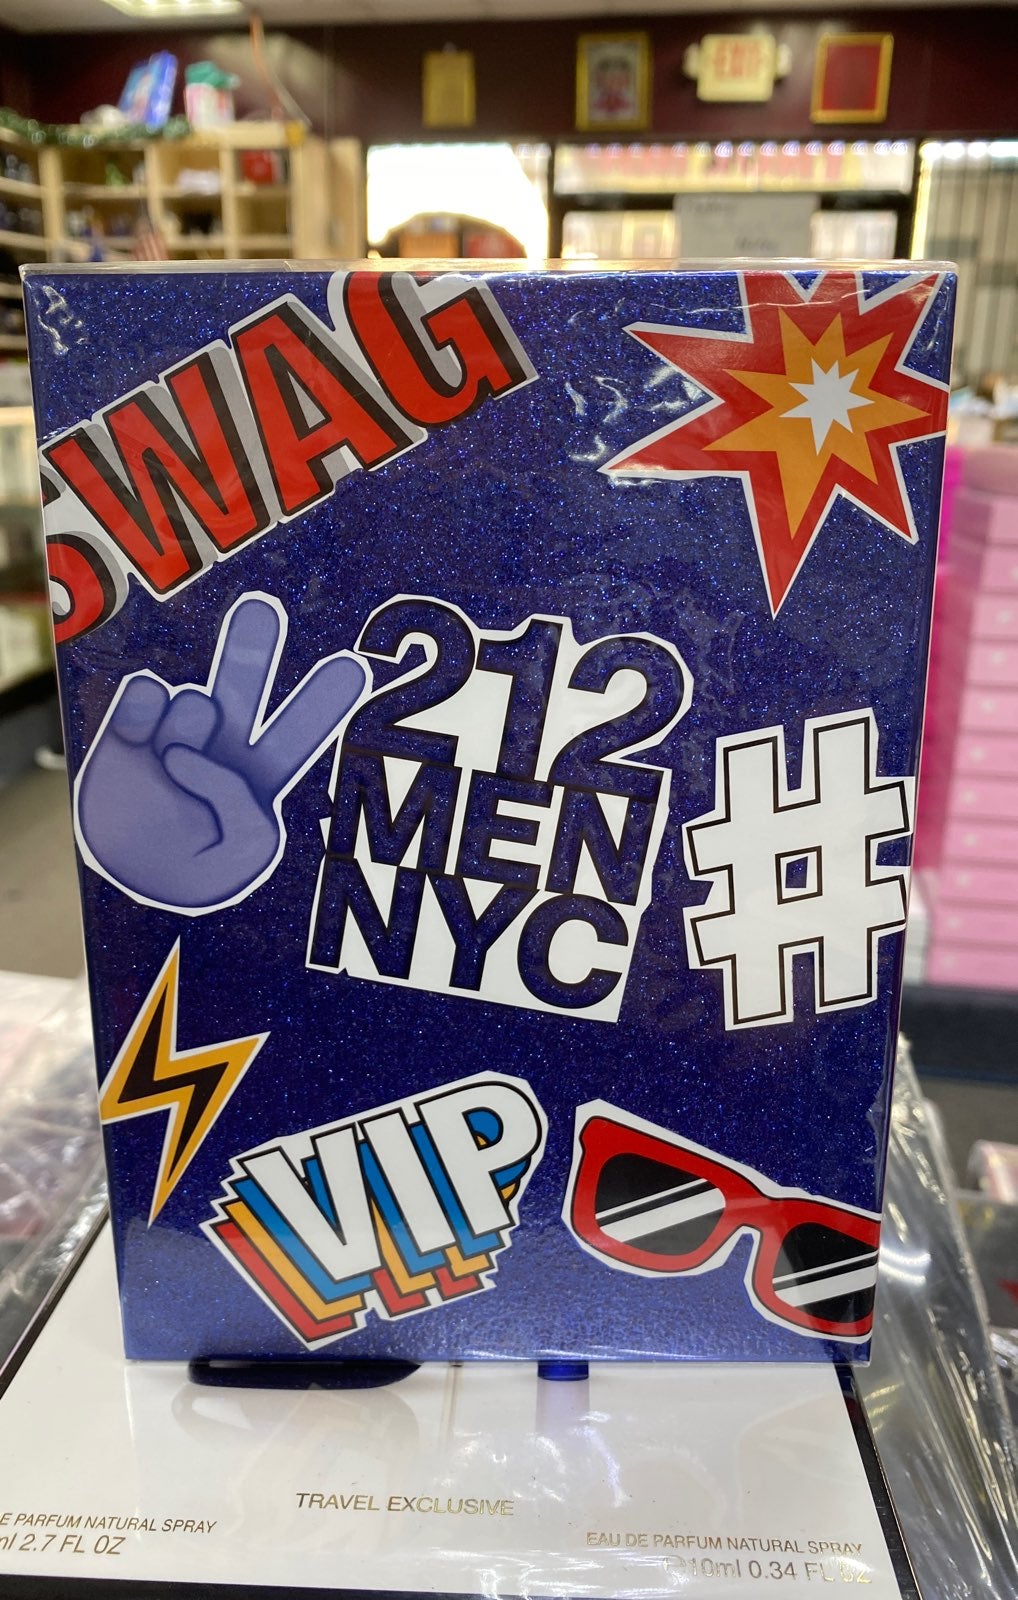 EXIT
SWAG
212
MEN
NYC
#
VIP
TRAVEL EXCLUSIVE
E PARFUM NATURAL SPRAY
ml 2.7 FL OZ
EAU DE PARFUM NATURAL SPRAY
℮10ml 0.34 FL OZ